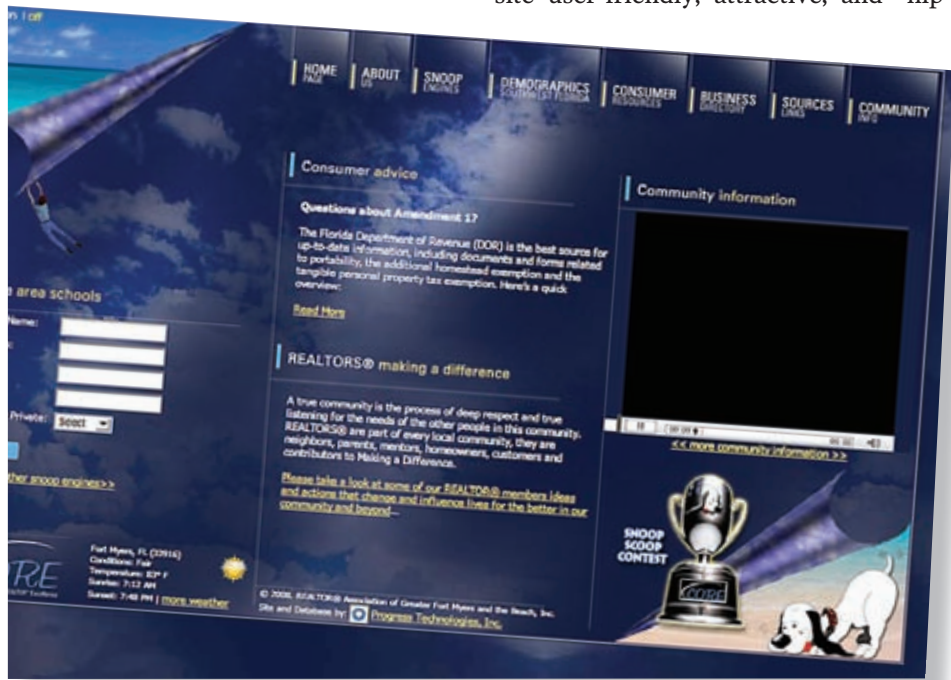 site user-friendly, attractive, and
off
HOME
PAGE
ABOUT
US
SNOOP
ENGINES
DEMOGRAPHICS
SOUTHWEST FLORIDA
CONSUMER
RESOURCES
BUSINESS
DIRECTORY
SOURCES
LINKS
COMMUNITY
INFO
area schools
Name:
Private: Select
other snoop engines>>
CORE
Fort Myers, FL (33916)
Conditions: Fair
Temperature: 83° F
Sunrise: 7:12 AM
Sunset: 7:48 PM | more weather
Consumer advice
Questions about Amendment 1?
The Florida Department of Revenue (DOR) is the best source for
up-to-date information, including documents and forms related
to portability, the additional homestead exemption and the
tangible personal property tax exemption. Here's a quick
overview:
Read More
REALTORS® making a difference
A true community is the process of deep respect and true
listening for the needs of the other people in this community.
REALTORS® are part of every local community, they are
neighbors, parents, mentors, homeowners, customers and
contributors to Making a Difference.
Please take a look at some of our REALTOR® members ideas
and actions that change and influence lives for the better in our
community and beyond...
© 2008. REALTORS® Association of Greater Fort Myers and the Beach, Inc.
Site and Database by: Progress Technologies, Inc.
Community information
<< more community information >>
SNOOP
SCOOP
CONTEST
CORE